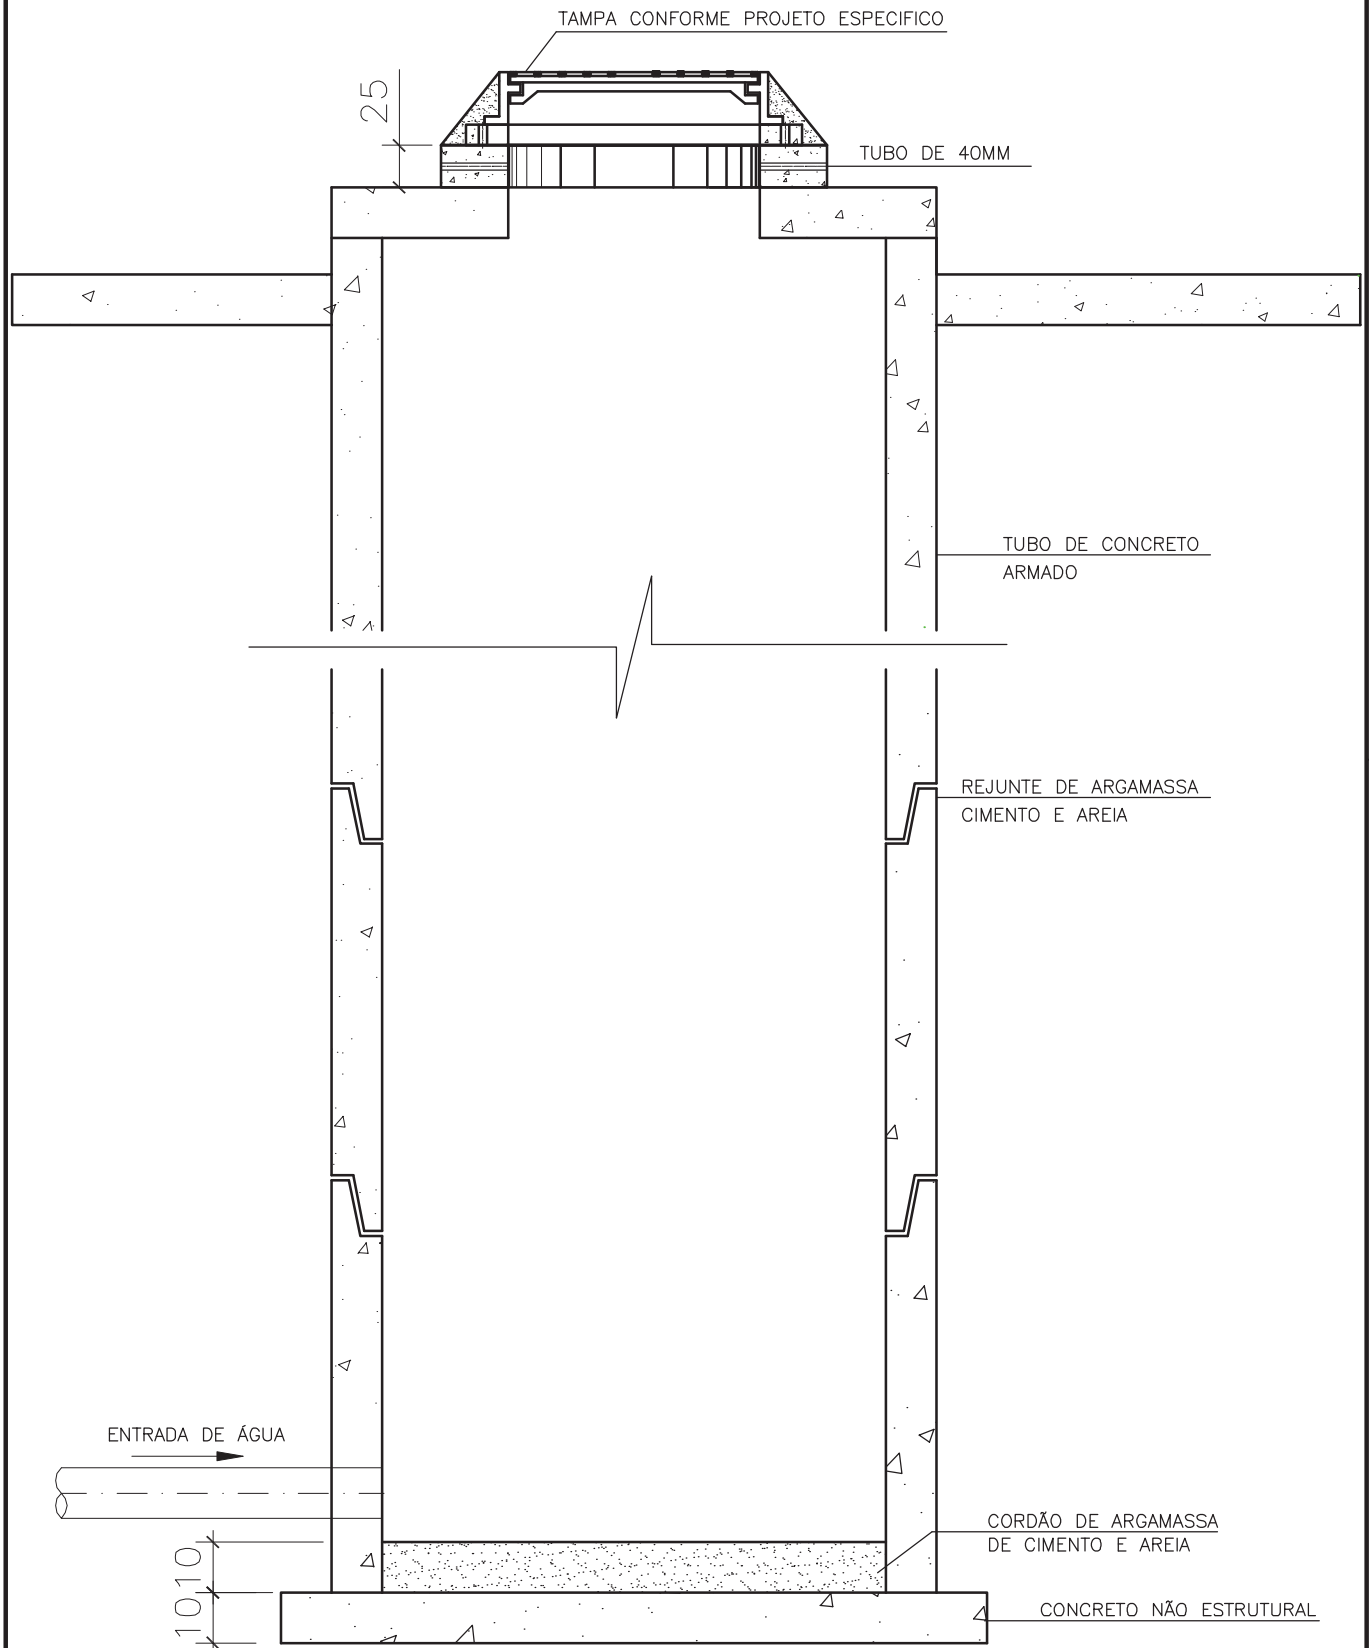 TAMPA CONFORME PROJETO ESPECIFICO
25
TUBO DE 40MM
TUBO DE CONCRETO
ARMADO
REJUNTE DE ARGAMASSA
CIMENTO E AREIA
ENTRADA DE ÁGUA
CORDÃO DE ARGAMASSA
DE CIMENTO E AREIA
10
10
CONCRETO NÃO ESTRUTURAL